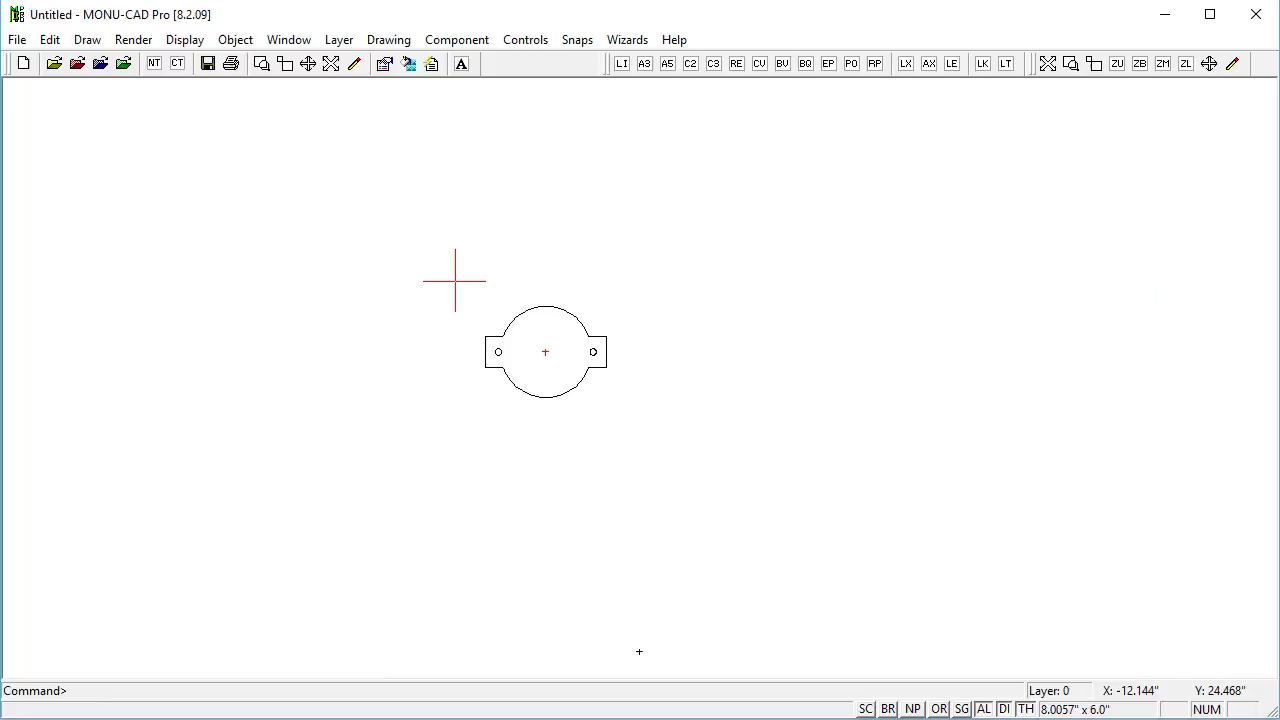 Untitled - MONU-CAD Pro [8.2.09]
File Edit Draw Render Display Object Window Layer Drawing Component Controls Snaps Wizards Help
NT CT A LI A3 A5 C2 C3 RE CV BV BQ EP PO RP LX AX LE LK LT ZU ZB ZM ZL
Command> Layer: 0 X: -12.144" Y: 24.468"
SC BR NP OR SG AL DI TH 8.0057" x 6.0" NUM